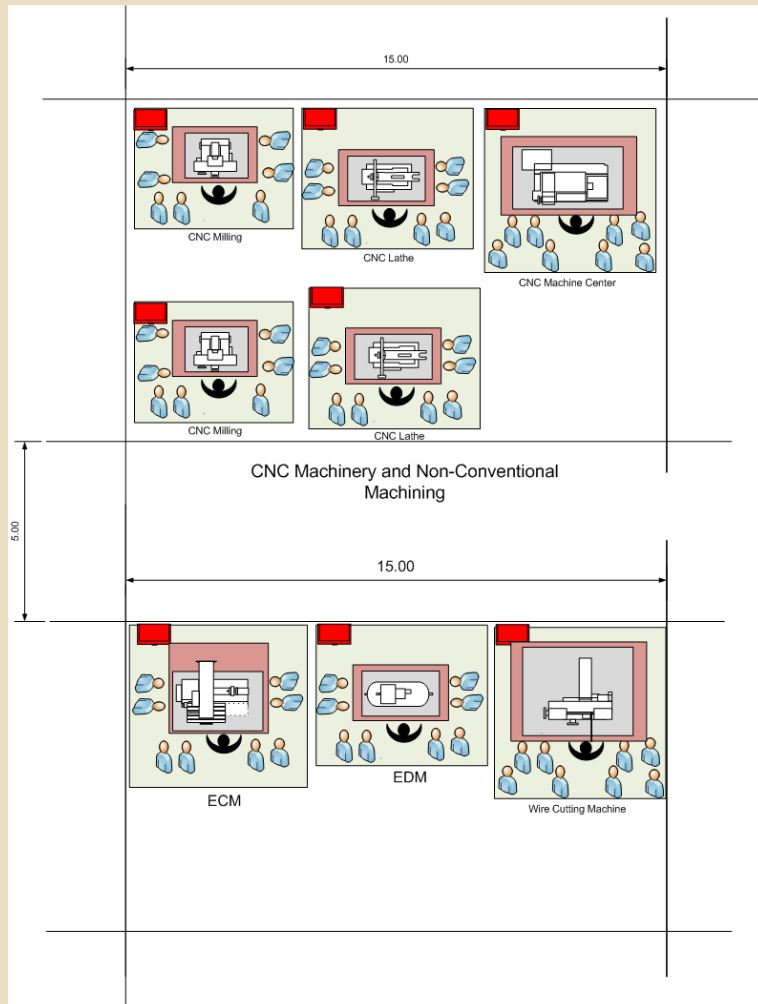 15.00
CNC Milling
CNC Lathe
CNC Machine Center
CNC Milling
CNC Lathe
CNC Machinery and Non-Conventional
Machining
5.00
15.00
ECM
EDM
Wire Cutting Machine